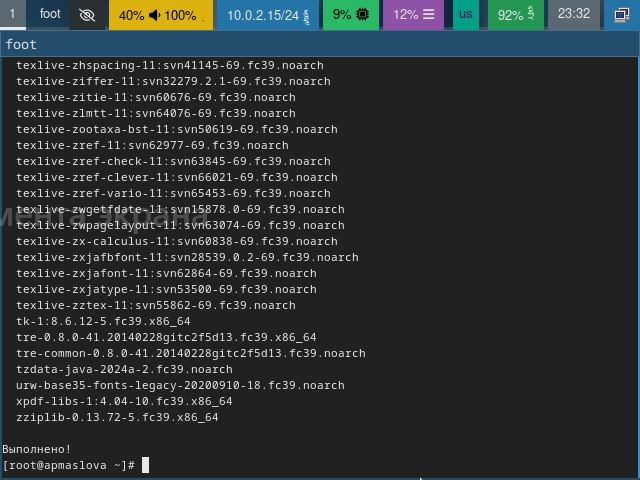 1 foot 40% 100% 10.0.2.15/24 9% 12% us 92% 23:32
foot
texlive-zhspacing-11:svn41145-69.fc39.noarch
texlive-ziffer-11:svn32279.2.1-69.fc39.noarch
texlive-zitie-11:svn60676-69.fc39.noarch
texlive-zlmtt-11:svn64076-69.fc39.noarch
texlive-zootaxa-bst-11:svn50619-69.fc39.noarch
texlive-zref-11:svn62977-69.fc39.noarch
texlive-zref-check-11:svn63845-69.fc39.noarch
texlive-zref-clever-11:svn66021-69.fc39.noarch
texlive-zref-vario-11:svn65453-69.fc39.noarch
texlive-zwgetfdate-11:svn15878.0-69.fc39.noarch
мента экрана
texlive-zwpagelayout-11:svn63074-69.fc39.noarch
texlive-zx-calculus-11:svn60838-69.fc39.noarch
texlive-zxjafbfont-11:svn28539.0.2-69.fc39.noarch
texlive-zxjafont-11:svn62864-69.fc39.noarch
texlive-zxjatype-11:svn53500-69.fc39.noarch
texlive-zztex-11:svn55862-69.fc39.noarch
tk-1:8.6.12-5.fc39.x86_64
tre-0.8.0-41.20140228gitc2f5d13.fc39.x86_64
tre-common-0.8.0-41.20140228gitc2f5d13.fc39.noarch
tzdata-java-2024a-2.fc39.noarch
urw-base35-fonts-legacy-20200910-18.fc39.noarch
xpdf-libs-1:4.04-10.fc39.x86_64
zziplib-0.13.72-5.fc39.x86_64
Выполнено!
[root@apmaslova ~]#